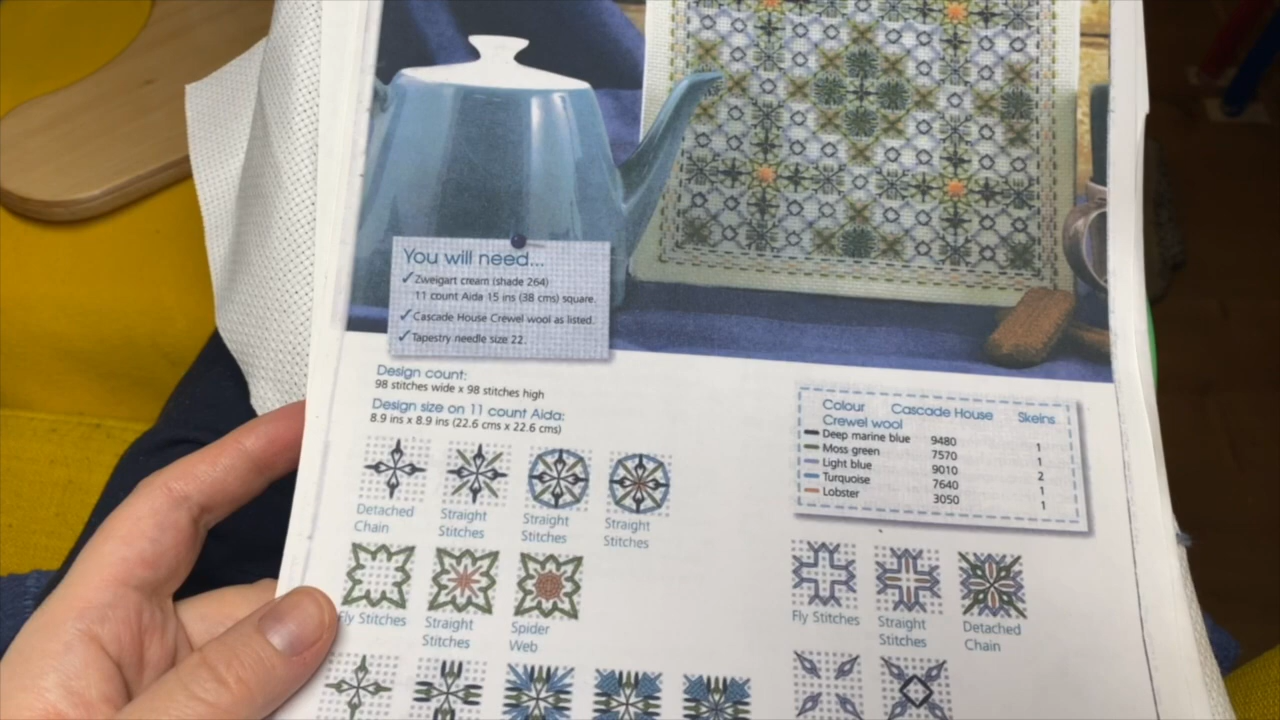 You will need...
✓ Zweigart cream (shade 264)
11 count Aida 15 ins (38 cms) square.
✓ Cascade House Crewel wool as listed.
✓ Tapestry needle size 22.
Design count:
98 stitches wide x 98 stitches high
Design size on 11 count Aida:
8.9 ins x 8.9 ins (22.6 cms x 22.6 cms)
Detached
Chain
Straight
Stitches
Straight
Stitches
Straight
Stitches
Fly Stitches
Straight
Stitches
Spider
Web
Colour Cascade House Skeins
Crewel wool
Deep marine blue 9480 1
Moss green 7570 1
Light blue 9010 2
Turquoise 7640 1
Lobster 3050 1
Fly Stitches
Straight
Stitches
Detached
Chain